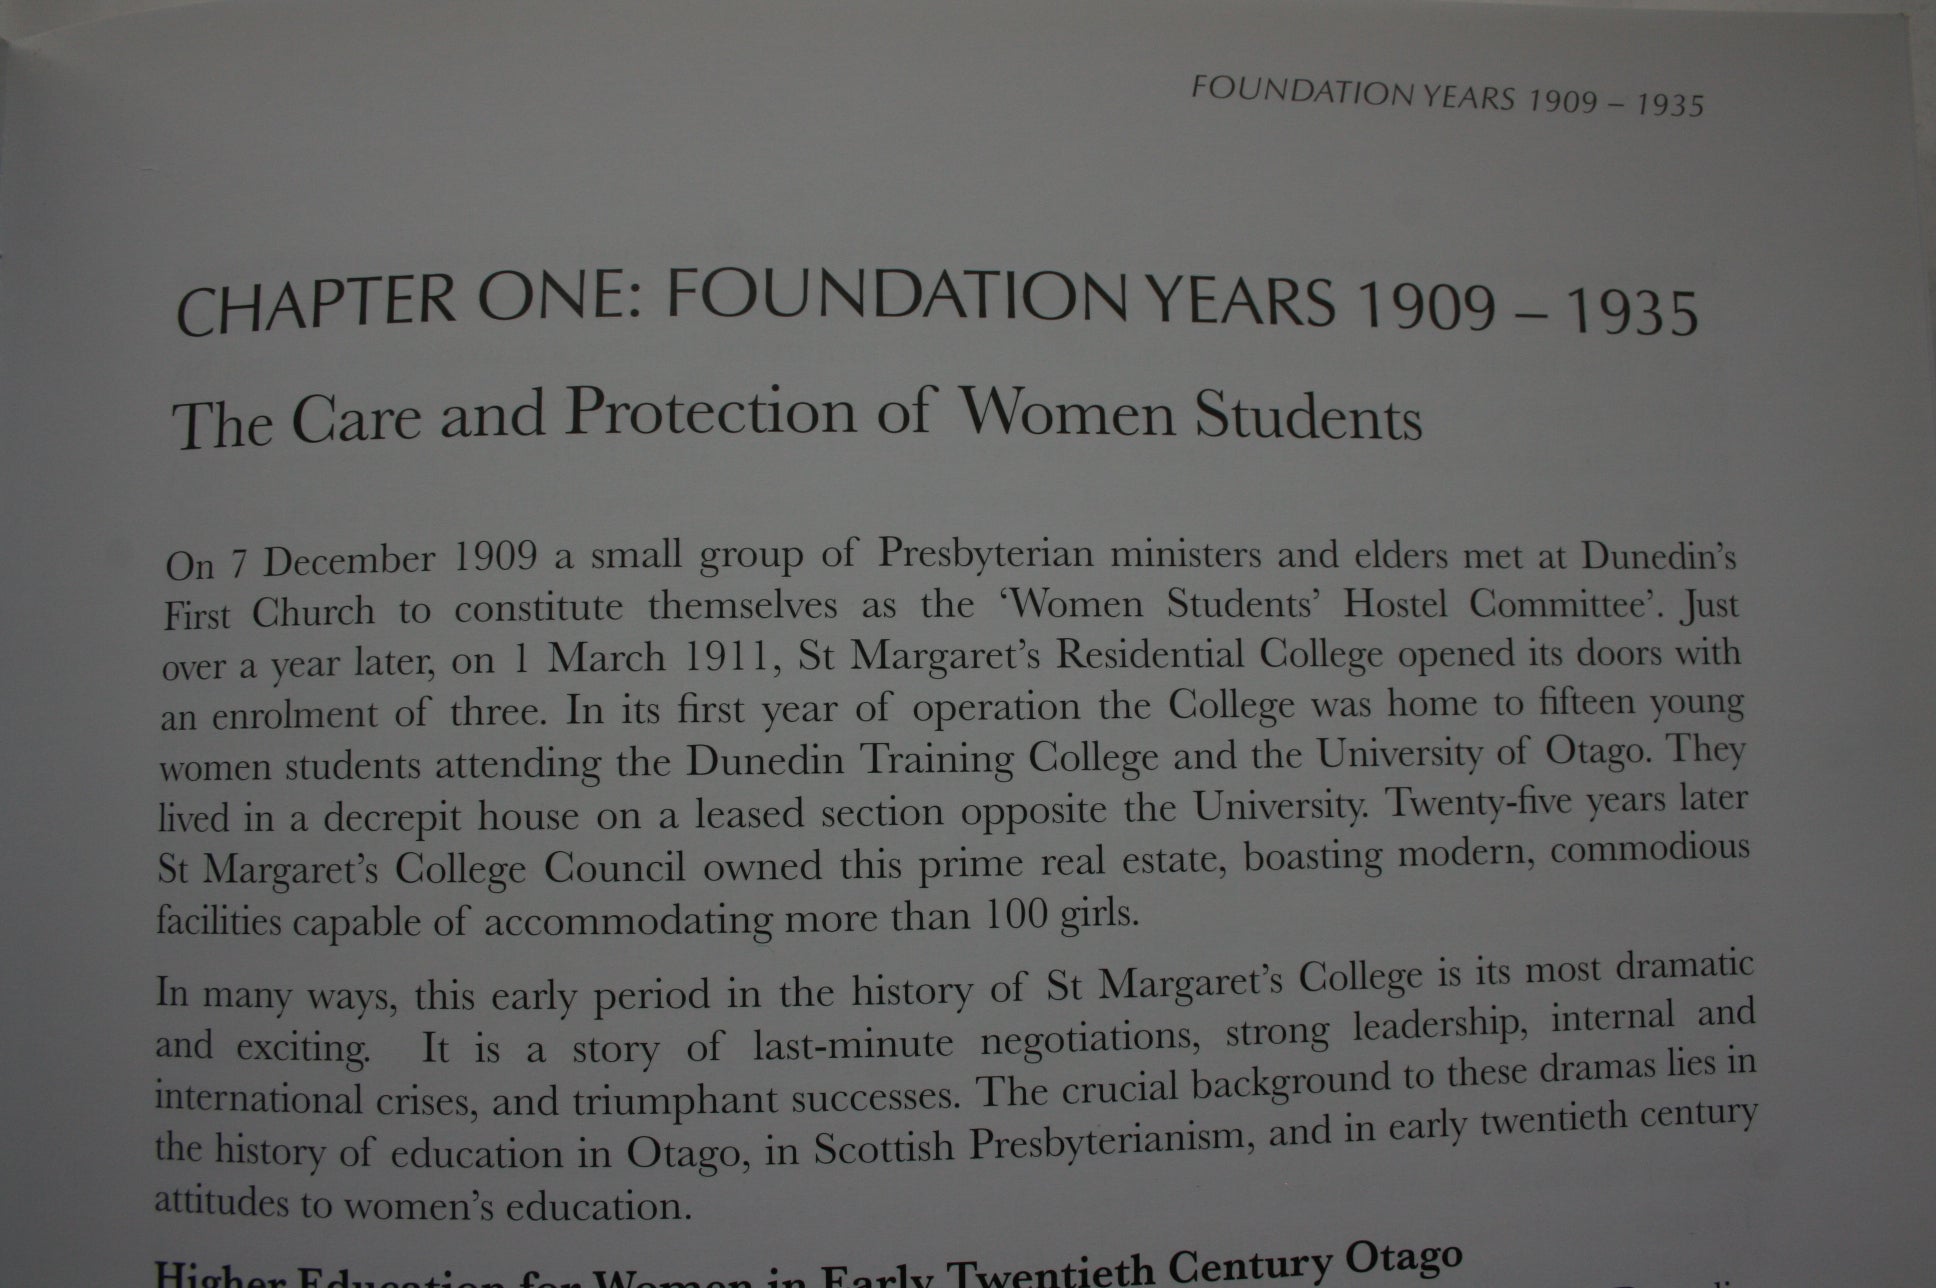 FOUNDATION YEARS 1909 – 1935
CHAPTER ONE: FOUNDATION YEARS 1909 – 1935
The Care and Protection of Women Students
On 7 December 1909 a small group of Presbyterian ministers and elders met at Dunedin’s
First Church to constitute themselves as the ‘Women Students’ Hostel Committee’. Just
over a year later, on 1 March 1911, St Margaret’s Residential College opened its doors with
an enrolment of three. In its first year of operation the College was home to fifteen young
women students attending the Dunedin Training College and the University of Otago. They
lived in a decrepit house on a leased section opposite the University. Twenty-five years later
St Margaret’s College Council owned this prime real estate, boasting modern, commodious
facilities capable of accommodating more than 100 girls.
In many ways, this early period in the history of St Margaret’s College is its most dramatic
and exciting. It is a story of last-minute negotiations, strong leadership, internal and
international crises, and triumphant successes. The crucial background to these dramas lies in
the history of education in Otago, in Scottish Presbyterianism, and in early twentieth century
attitudes to women’s education.
Higher Education for Women in Early Twentieth Century Otago